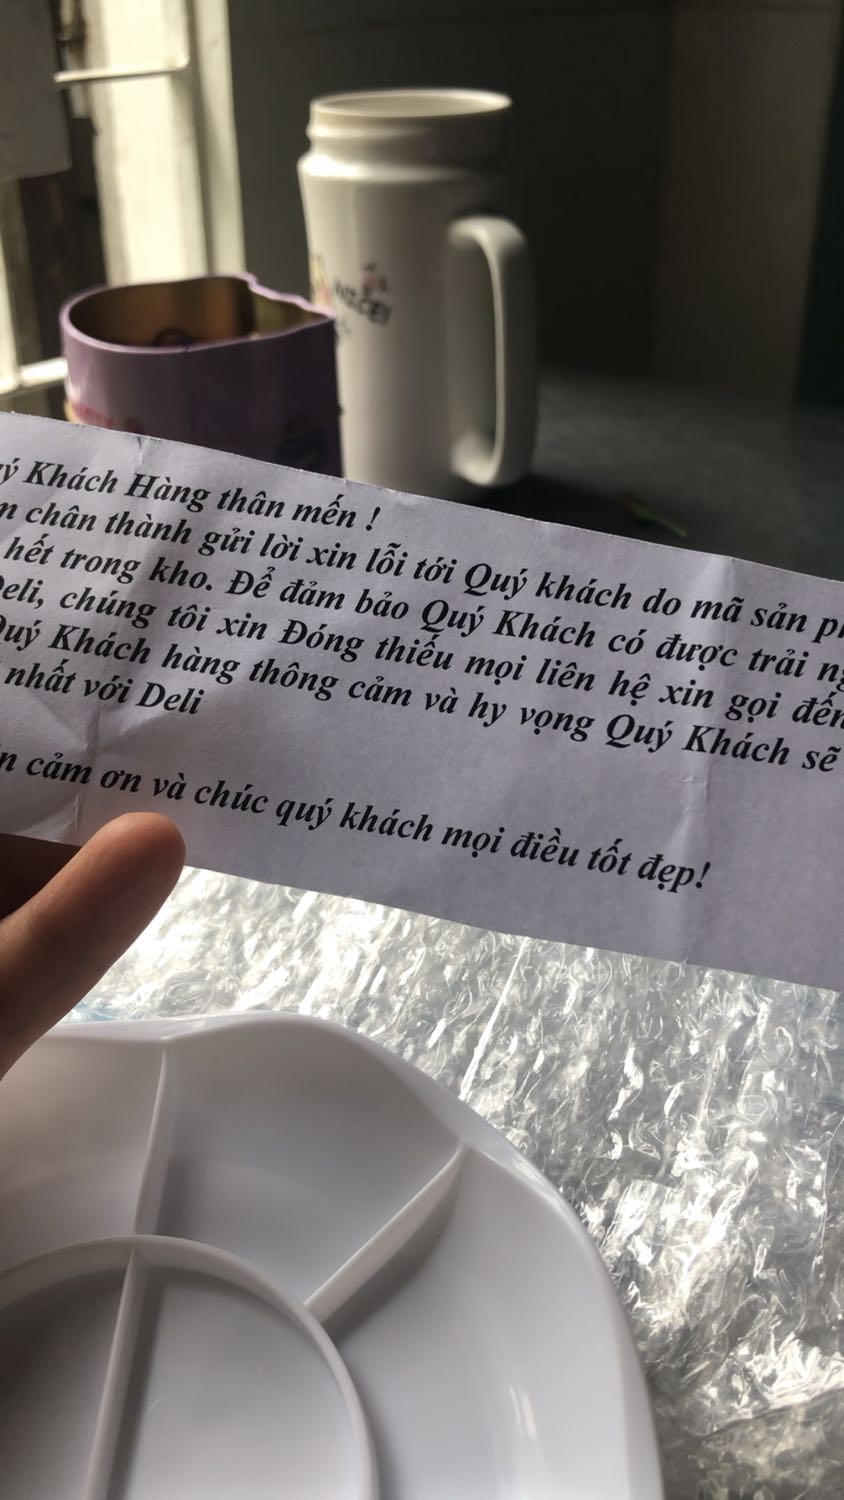 Khách Hàng thân mến !
chân thành gửi lời xin lỗi tới Quý khách do mã sản
hết trong kho. Để đảm bảo Quý Khách có được trải
Deli, chúng tôi xin Đóng thiếu mọi liên hệ xin gọi đến
Quý Khách hàng thông cảm và hy vọng Quý Khách sẽ
nhất với Deli
cảm ơn và chúc quý khách mọi điều tốt đẹp!